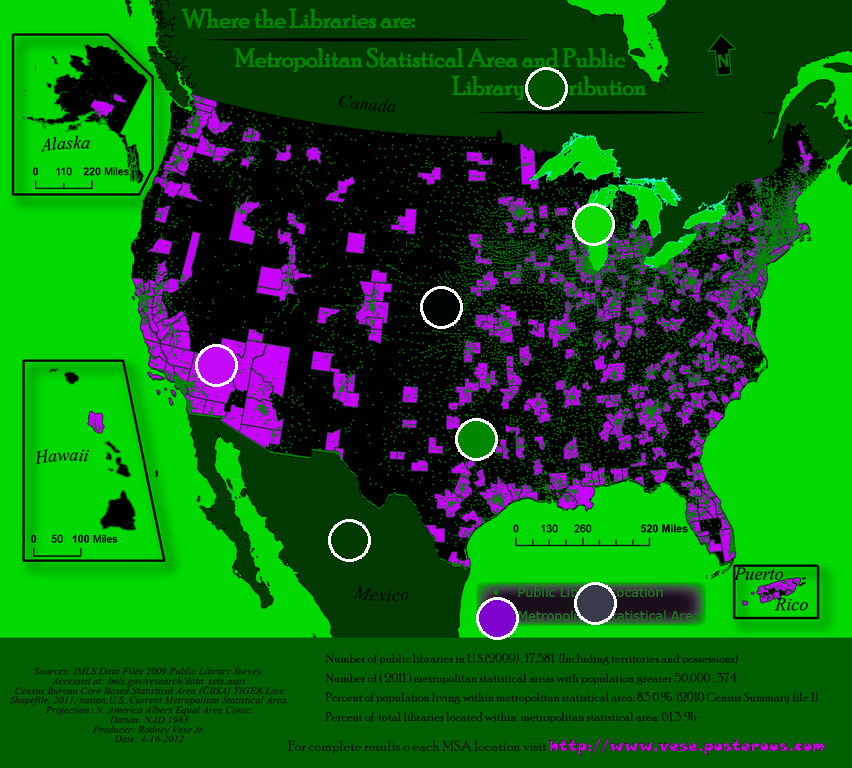 Where the Libraries are:
Metropolitan Statistical Area and Public
Library ribution
N
Canada
Alaska
0 110 220 Miles
Hawaii
0 50 100 Miles
0 130 260 520 Miles
Mexico
Puerto
Rico
Public Li ocation
Metropol tatistical Area
Sources: IMLS Data Files 2009 Public Library Survey.
Accessed at: imls.gov/research/data_sets.aspx
Census Bureau Core Based Statistical Area (CBSA) TIGER/Line
Shapefile, 2011, nation,U.S.,Current Metropolitan Statistical Area.
Projection: N. America Albers Equal Area Conic.
Datum: NAD 1983
Producer: Rodney Vese Jr.
Date: 4-16-2012
Number of public libraries in U.S.(2009) , 17,581 (Including territories and possessions)
Number of ( 2011 ) metropolitan statistical areas with population greater 50,000 : 374
Percent of population living within metropolitan statistical area: 83.6% (2010 Census Summary file 1)
Percent of total libraries located within metropolitan statistical area: 61.5 %
For complete results o each MSA location visit http://www.vese.posterous.com